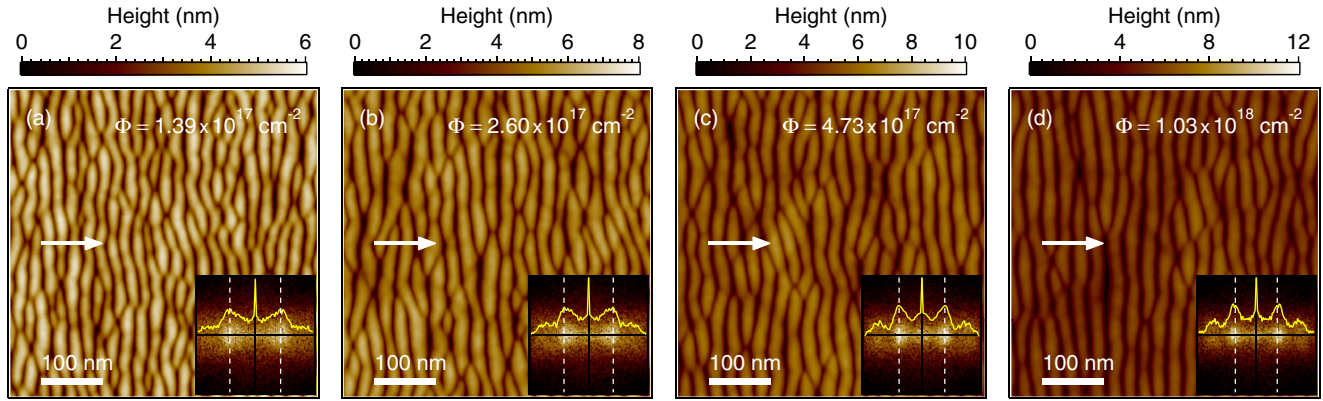 Height (nm) Height (nm) Height (nm) Height (nm)
0 2 4 6 0 2 4 6 8 0 2 4 6 8 10 0 4 8 12
(a) Φ = 1.39 x 10^17 cm^-2 (b) Φ = 2.60 x 10^17 cm^-2 (c) Φ = 4.73 x 10^17 cm^-2 (d) Φ = 1.03 x 10^18 cm^-2
100 nm 100 nm 100 nm 100 nm